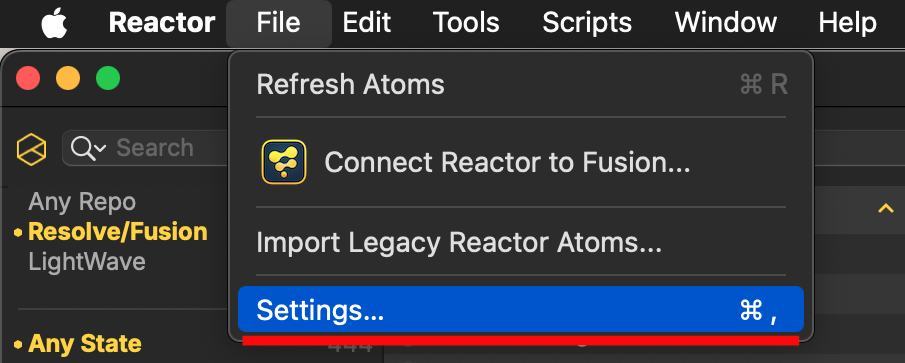 Reactor File Edit Tools Scripts Window Help
Refresh Atoms ⌘ R
Search
Connect Reactor to Fusion...
Any Repo
Resolve/Fusion
Import Legacy Reactor Atoms...
LightWave
Settings... ⌘ ,
Any State